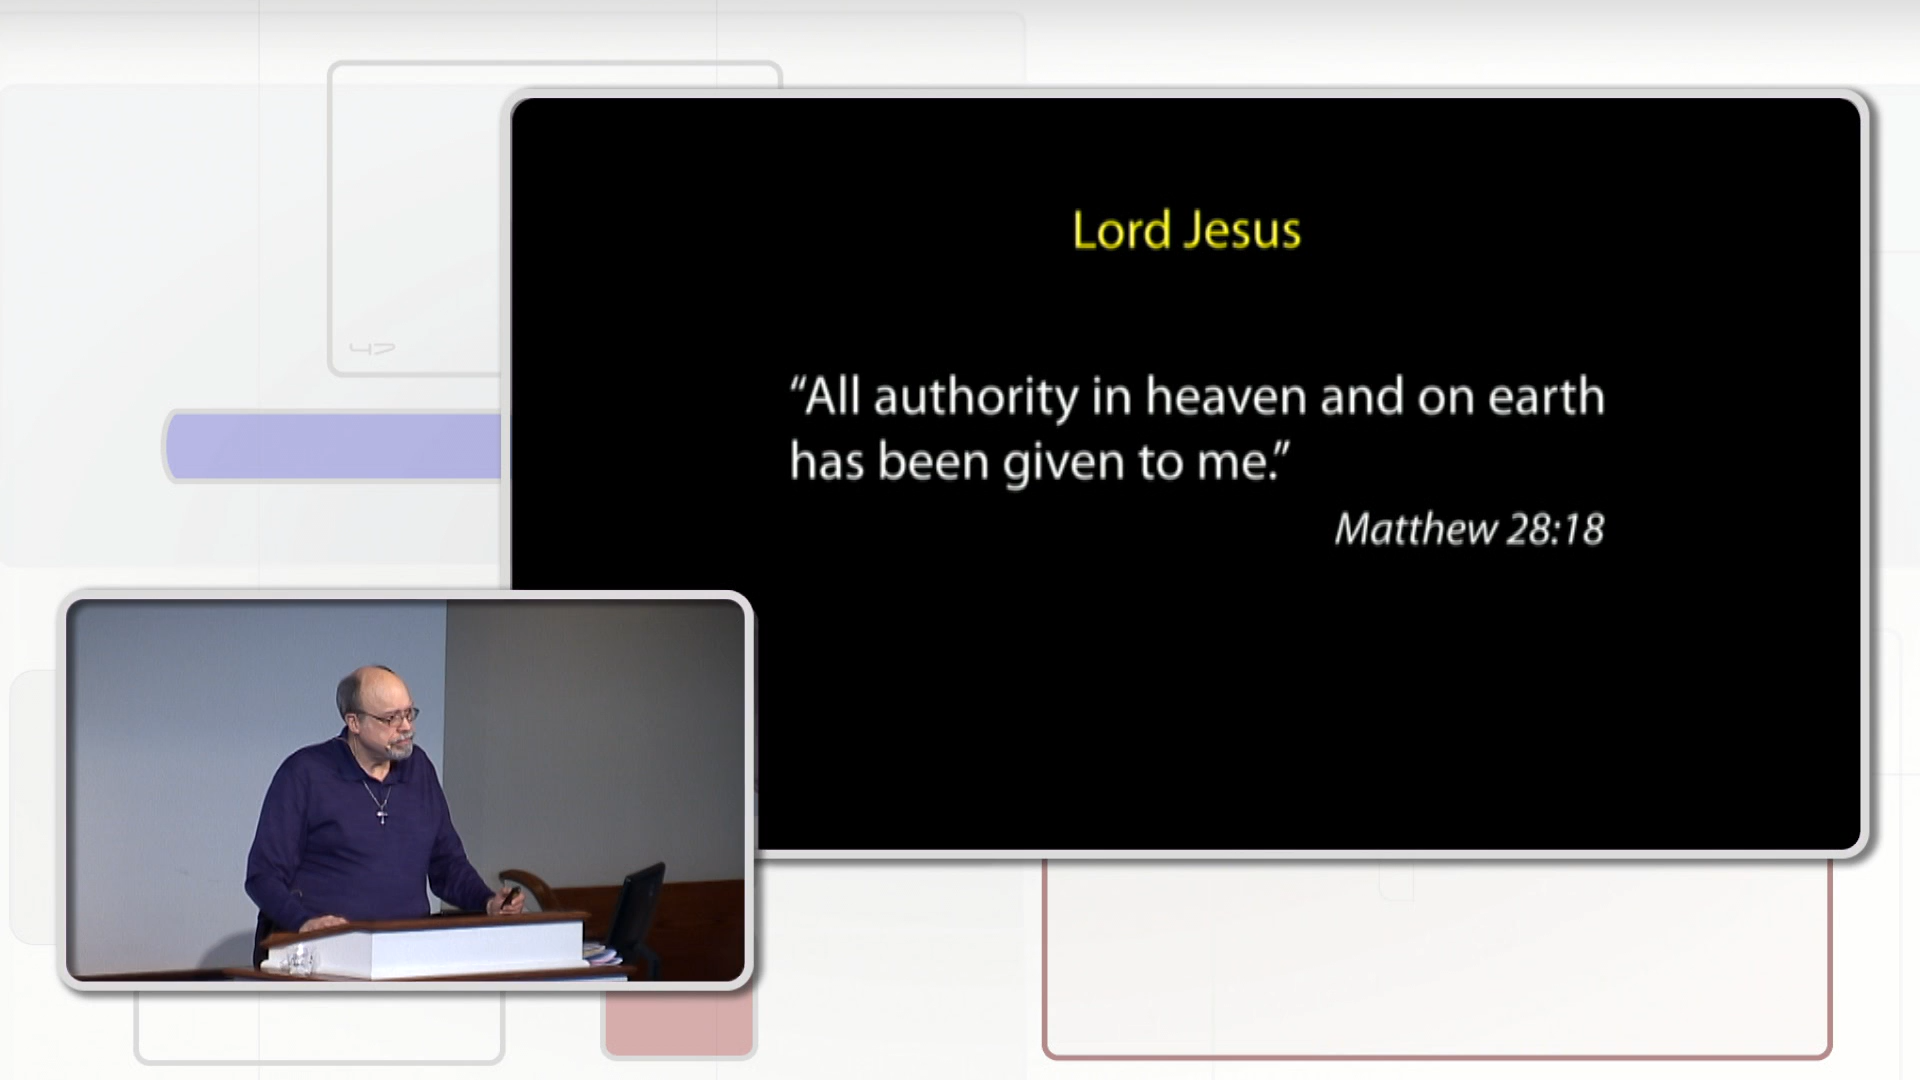 Lord Jesus
“All authority in heaven and on earth
has been given to me.”
Matthew 28:18